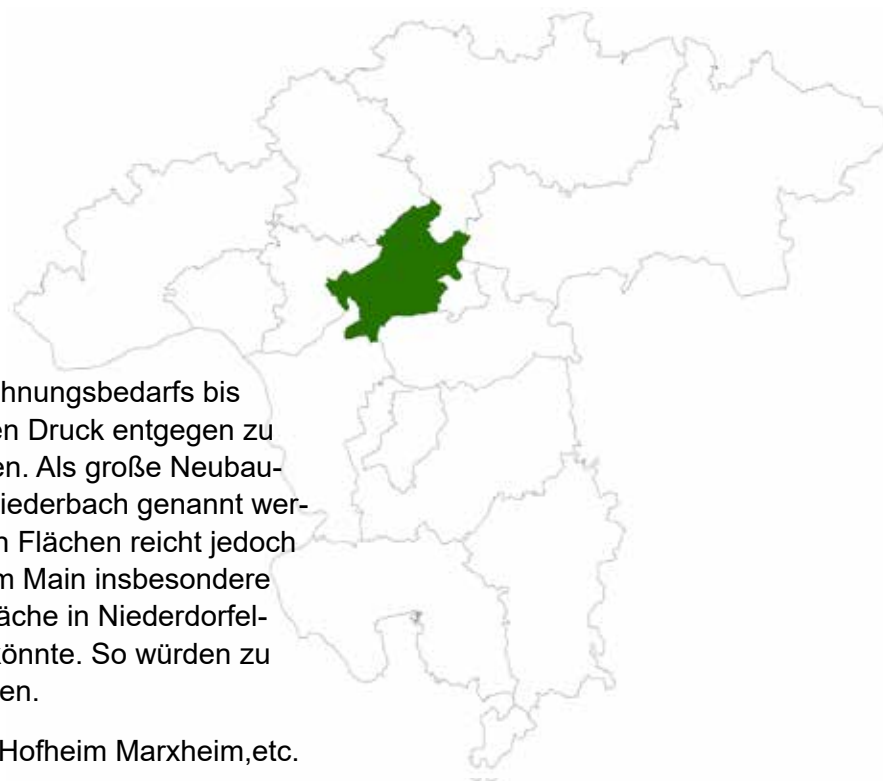 hnungsbedarfs bis
en Druck entgegen zu
en. Als große Neubau-
iederbach genannt wer-
n Flächen reicht jedoch
m Main insbesondere
äche in Niederdorfel-
könnte. So würden zu
en.
Hofheim Marxheim,etc.